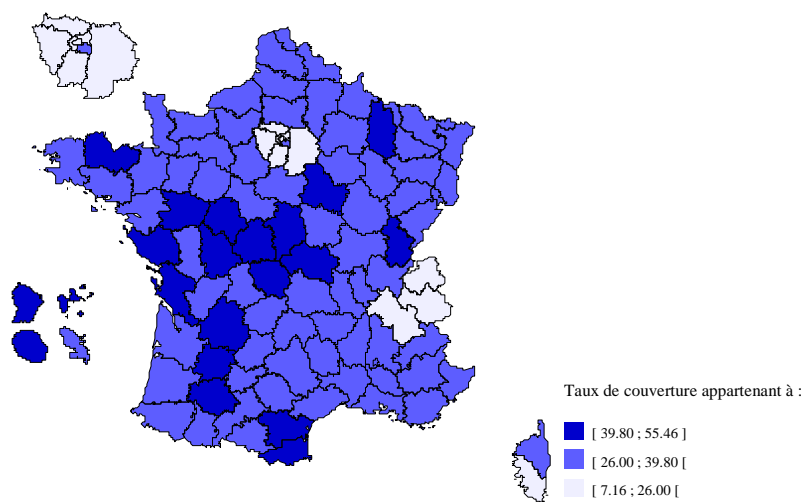 Taux de couverture appartenant à :
[ 39.80 ; 55.46 ]
[ 26.00 ; 39.80 [
[ 7.16 ; 26.00 [